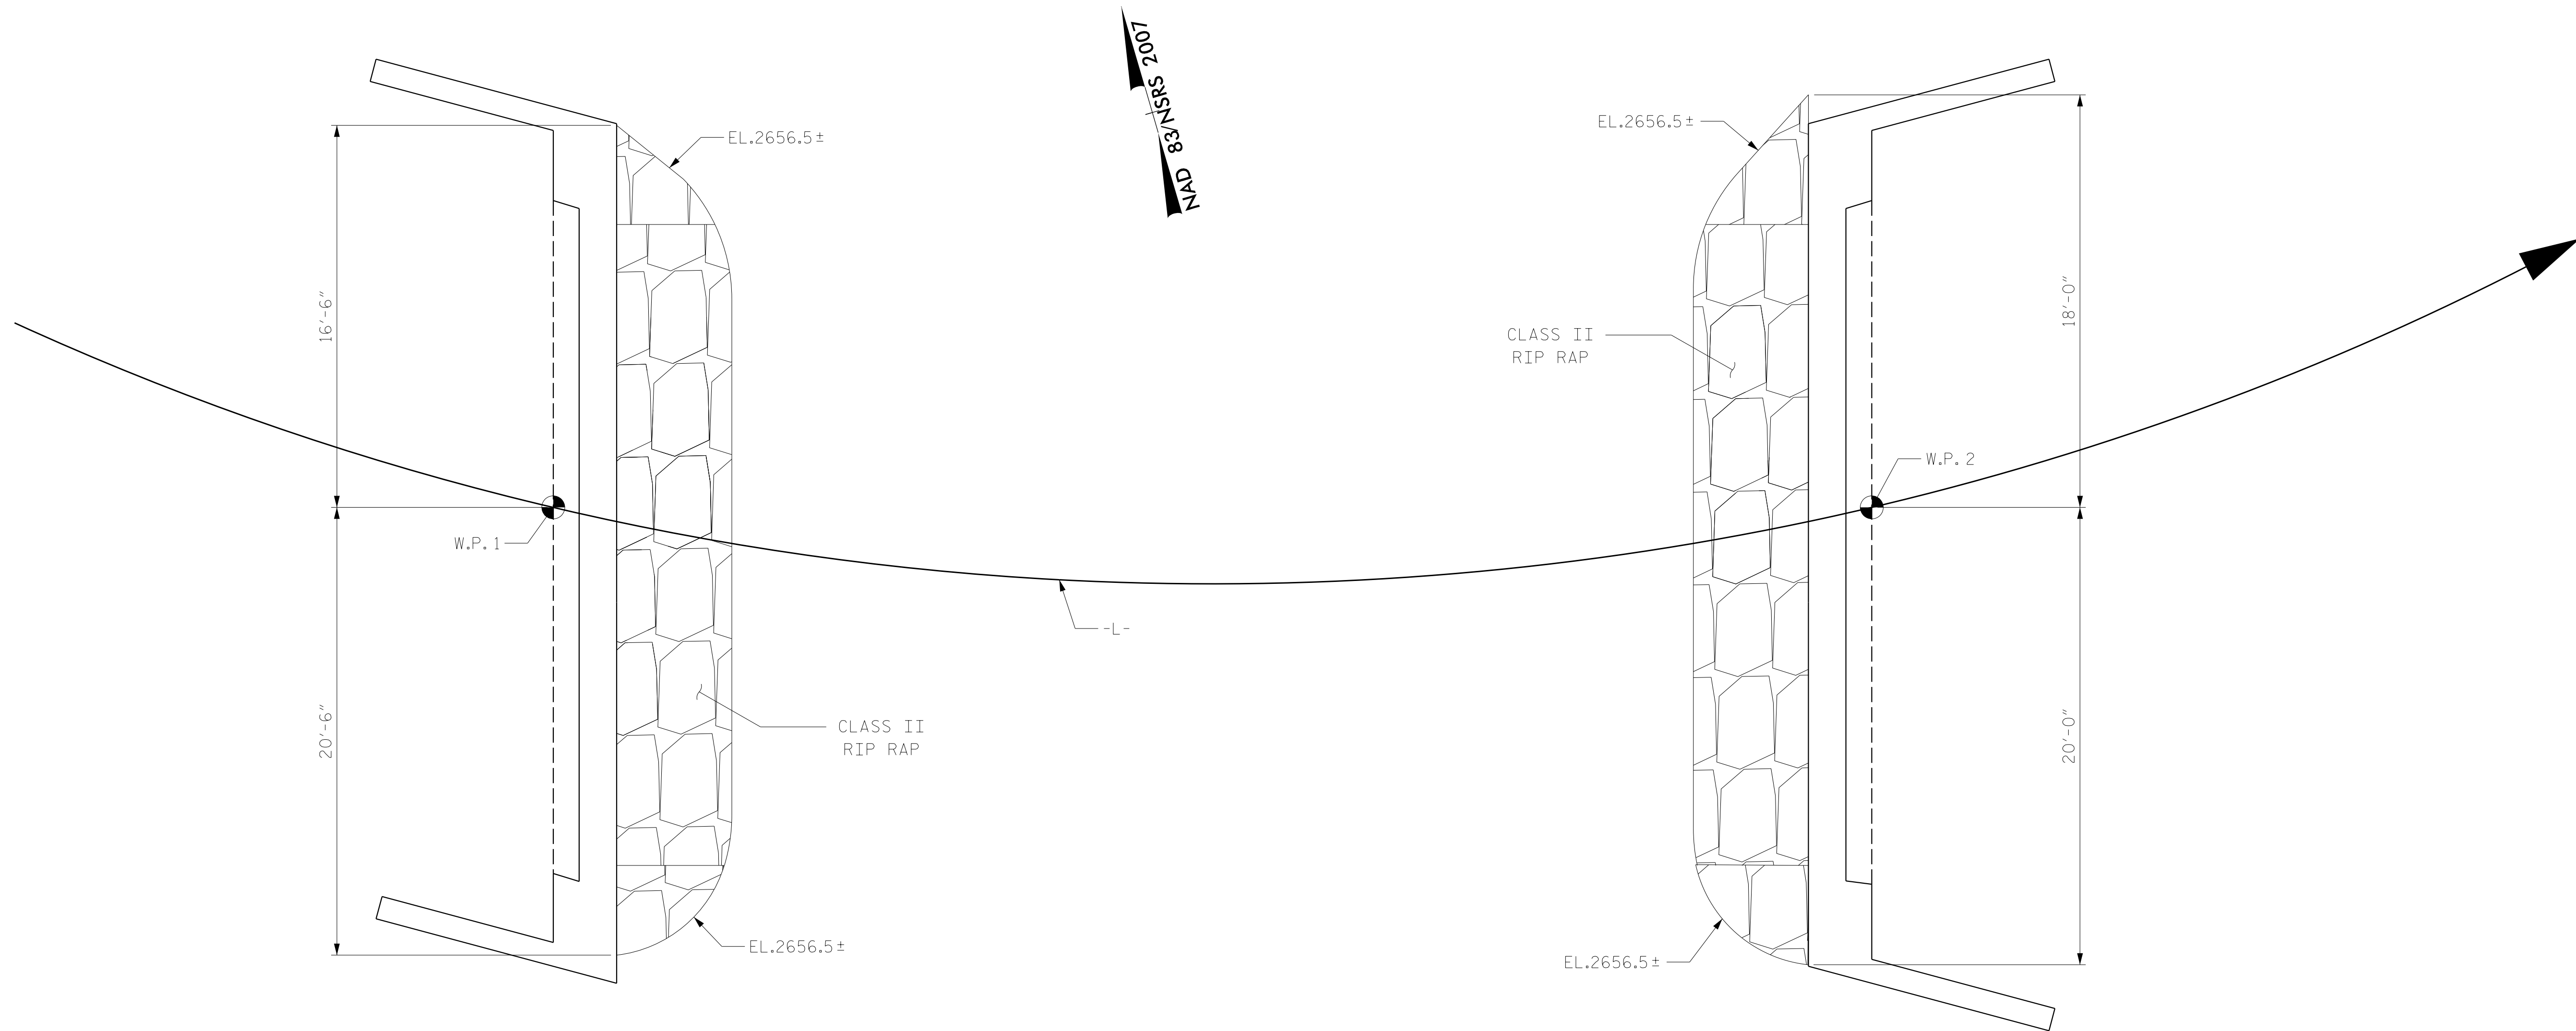 NAD 83/NSRS 2007
EL.2656.5±
EL.2656.5±
16'-6"
18'-0"
CLASS II
RIP RAP
W.P. 2
W.P. 1
-L-
20'-6"
20'-0"
CLASS II
RIP RAP
EL.2656.5±
EL.2656.5±